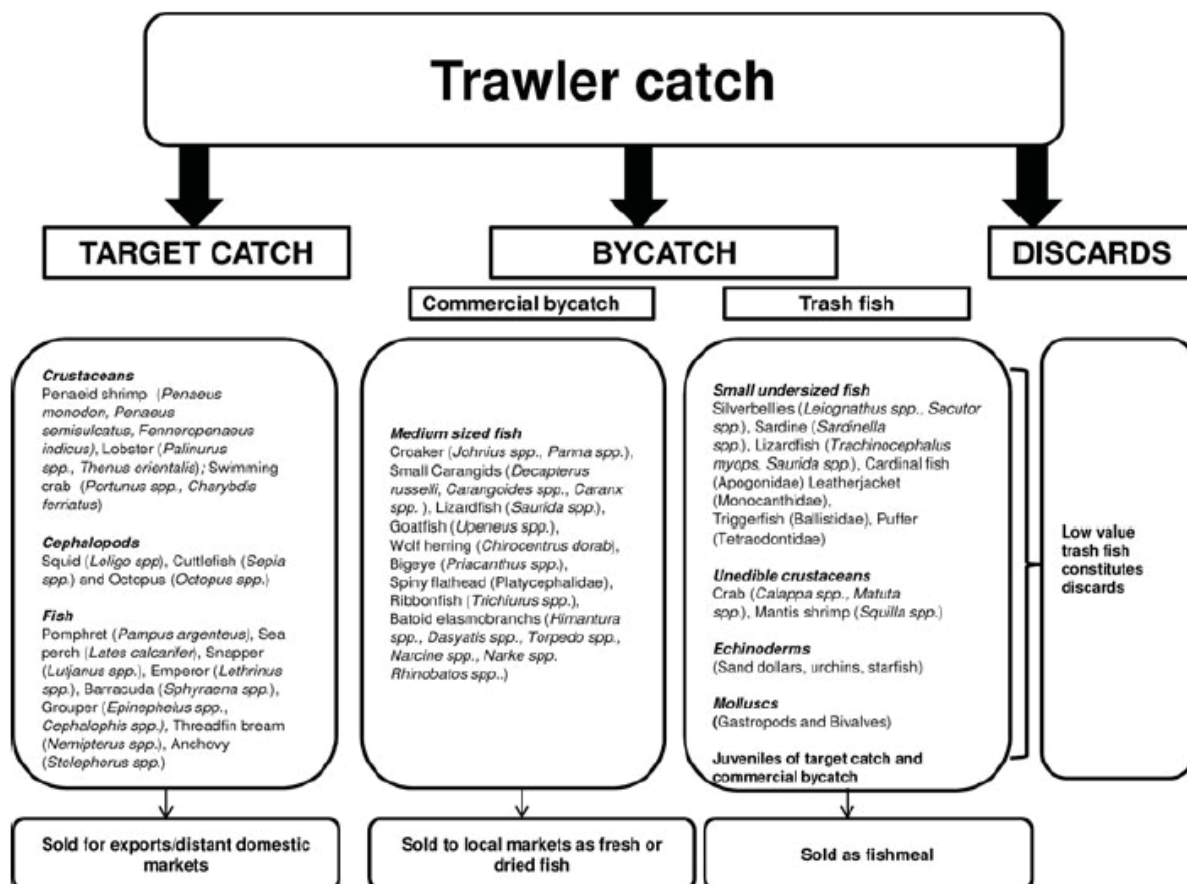 Trawler catch
TARGET CATCH
BYCATCH
DISCARDS
Commercial bycatch
Trash fish
Crustaceans
Penaeid shrimp (Penaeus
monodon, Penaeus
semisulcatus, Fenneropenaeus
indicus), Lobster (Palinurus
spp., Thenus orientalis); Swimming
crab (Portunus spp., Charybdis
ferriatus)
Cephalopods
Squid (Loligo spp), Cuttlefish (Sepia
spp.) and Octopus (Octopus spp.)
Fish
Pomphret (Pampus argenteus), Sea
perch (Lates calcarifer), Snapper
(Lutjanus spp.), Emperor (Lethrinus
spp.), Barracuda (Sphyraena spp.),
Grouper (Epinephelus spp.,
Cephalophis spp.), Threadfin bream
(Nemipterus spp.), Anchovy
(Stolephorus spp.)
Medium sized fish
Croaker (Johnius spp., Panna spp.),
Small Carangids (Decapterus
russelli, Carangoides spp., Caranx
spp. ), Lizardfish (Saurida spp.),
Goatfish (Upeneus spp.),
Wolf herring (Chirocentrus dorab),
Bigeye (Priacanthus spp.),
Spiny flathead (Platycephalidae),
Ribbonfish (Trichiurus spp.),
Batoid elasmobranchs (Himantura
spp., Dasyatis spp., Torpedo spp.,
Narcine spp., Narke spp.
Rhinobatos spp..)
Small undersized fish
Silverbellies (Leiognathus spp., Secutor
spp.), Sardine (Sardinella
spp.), Lizardfish (Trachinocephalus
myops, Saurida spp.), Cardinal fish
(Apogonidae) Leatherjacket
(Monocanthidae),
Triggerfish (Ballistidae), Puffer
(Tetraodontidae)
Unedible crustaceans
Crab (Calappa spp., Matuta
spp.), Mantis shrimp (Squilla spp.)
Echinoderms
(Sand dollars, urchins, starfish)
Molluscs
(Gastropods and Bivalves)
Juveniles of target catch and
commercial bycatch
Low value
trash fish
constitutes
discards
Sold for exports/distant domestic
markets
Sold to local markets as fresh or
dried fish
Sold as fishmeal